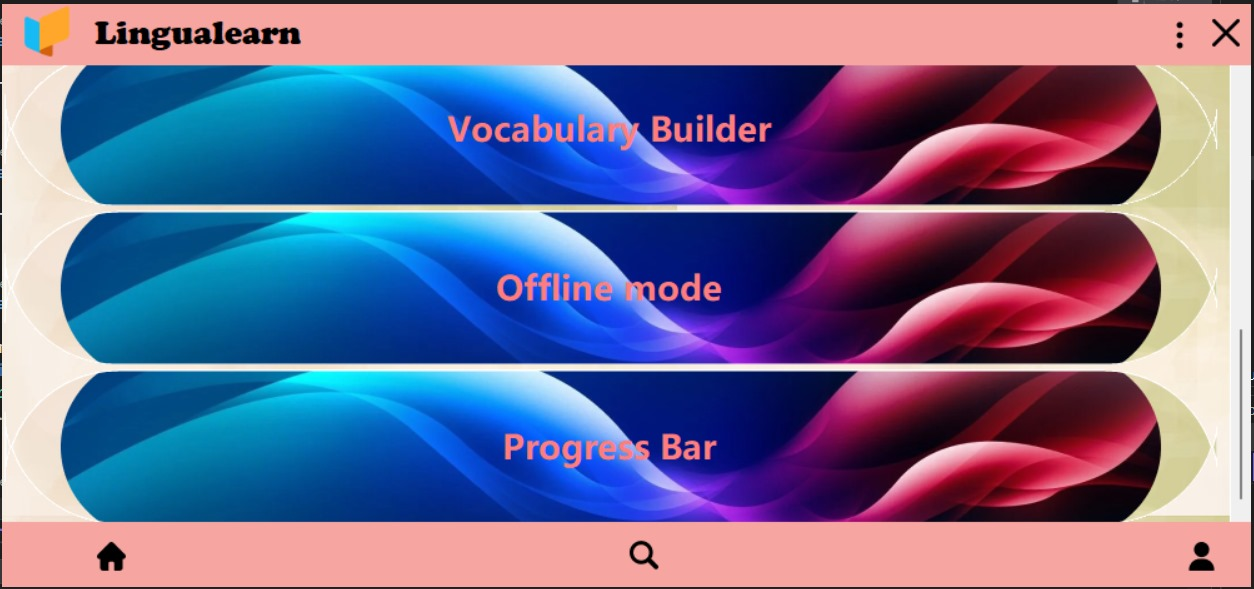 Lingualearn
Vocabulary Builder
Offline mode
Progress Bar